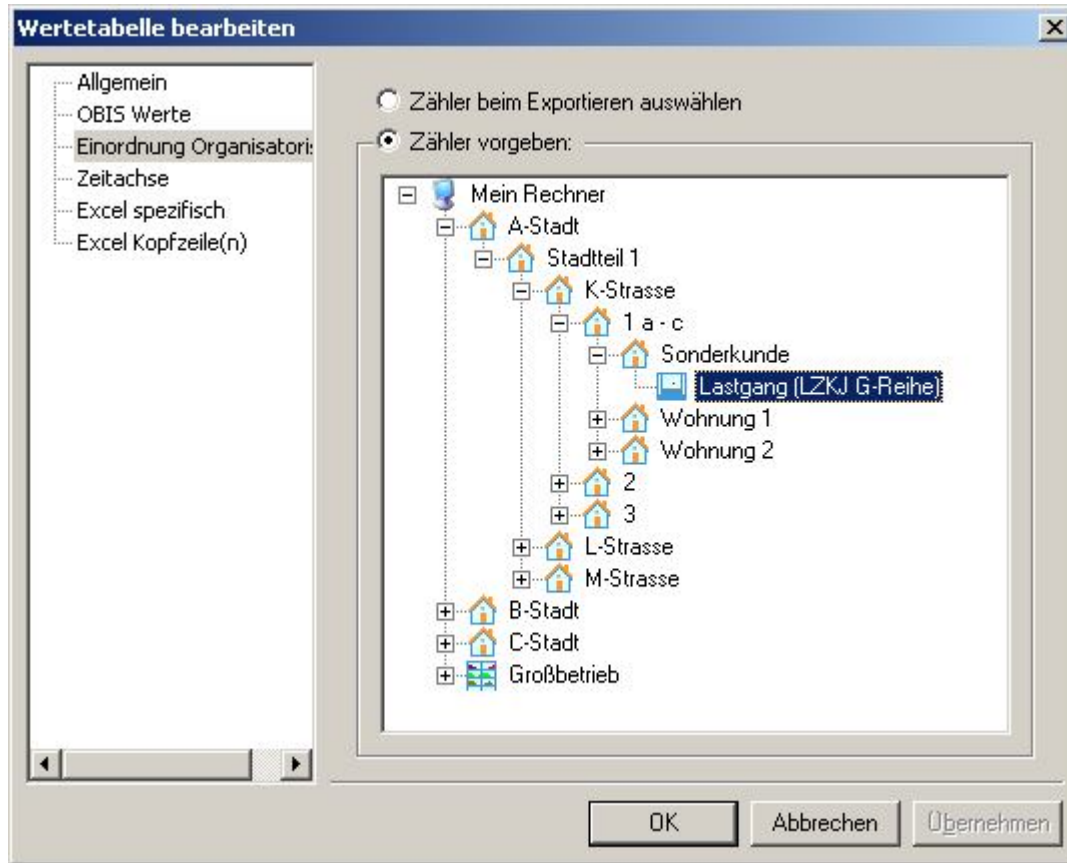 Wertetabelle bearbeiten
Allgemein
OBIS Werte
Einordnung Organisatoris
Zeitachse
Excel spezifisch
Excel Kopfzeile(n)
Zähler beim Exportieren auswählen
Zähler vorgeben:
Mein Rechner
A-Stadt
Stadtteil 1
K-Strasse
1 a - c
Sonderkunde
Lastgang (LZKJ G-Reihe)
Wohnung 1
Wohnung 2
2
3
L-Strasse
M-Strasse
B-Stadt
C-Stadt
Großbetrieb
OK Abbrechen Übernehmen